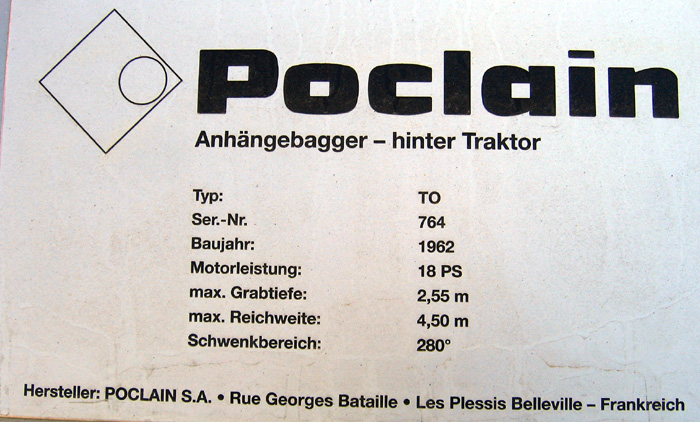 Poclain
Anhängebagger – hinter Traktor
Typ: TO
Ser.-Nr. 764
Baujahr: 1962
Motorleistung: 18 PS
max. Grabtiefe: 2,55 m
max. Reichweite: 4,50 m
Schwenkbereich: 280°
Hersteller: POCLAIN S.A. • Rue Georges Bataille • Les Plessis Belleville – Frankreich